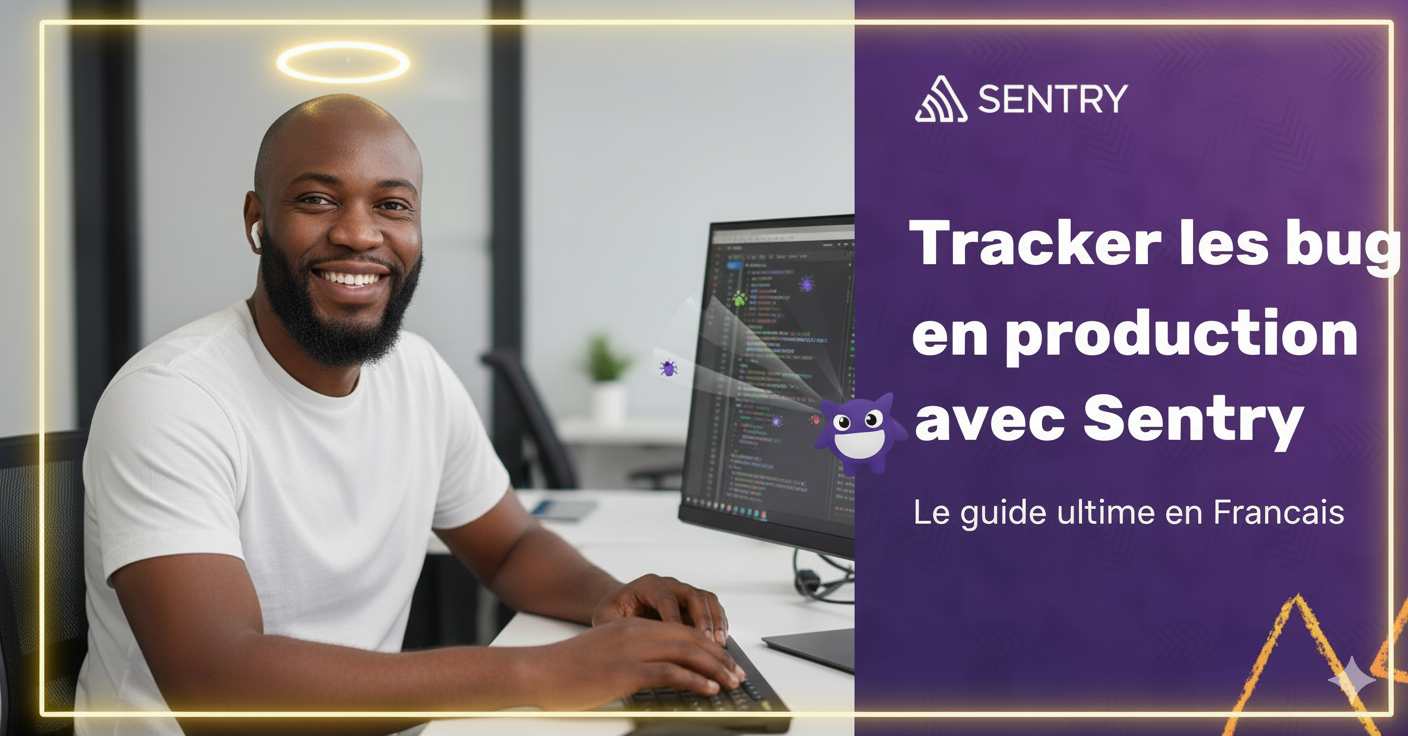 SENTRY
Tracker les bug
en production
avec Sentry
Le guide ultime en Francais